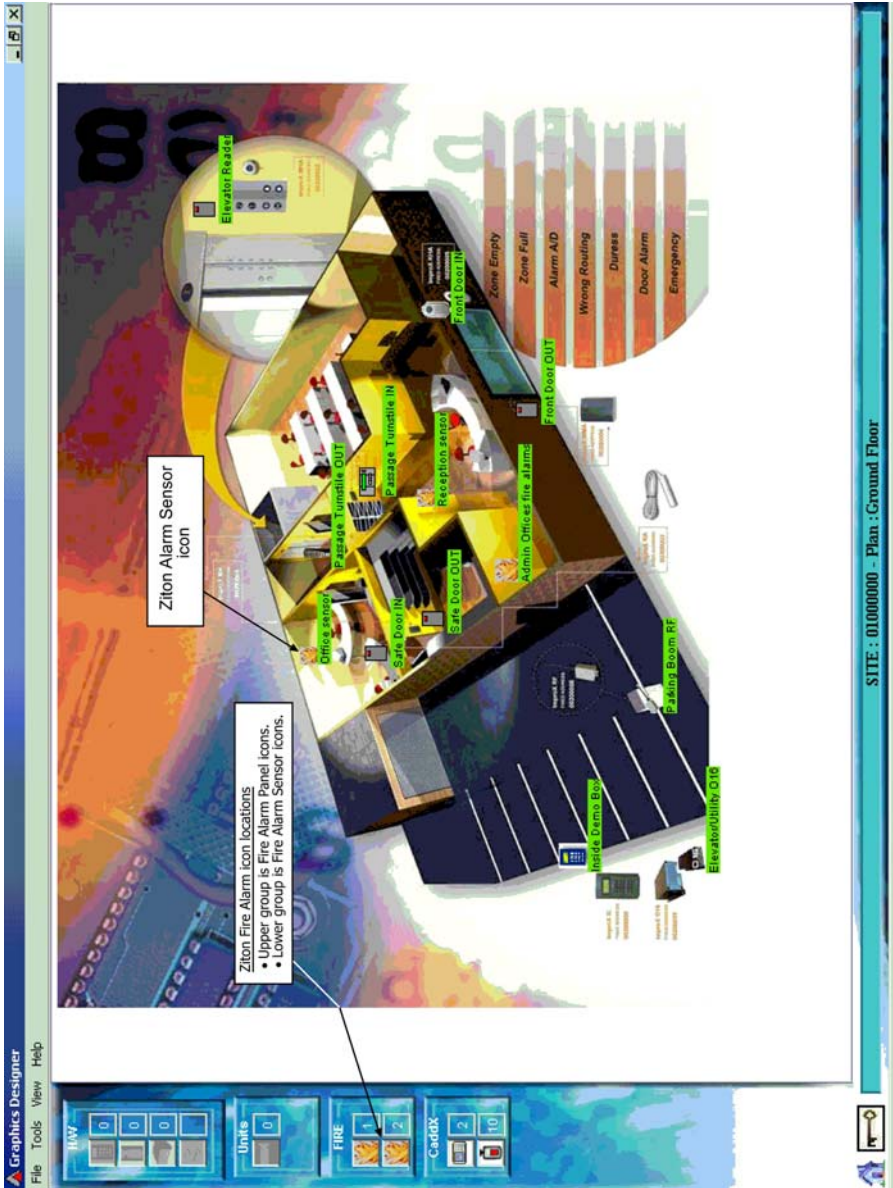 Graphics Designer
File Tools View Help
H/W
0
0
0
0
Units
0
FIRE
1
2
CaddX
2
10
Ziton Fire Alarm icon locations
• Upper group is Fire Alarm Panel icons.
• Lower group is Fire Alarm Sensor icons.
Ziton Alarm Sensor
icon
Elevator Reader
Office sensor
Passage Turnstile OUT
Passage Turnstile IN
Safe Door IN
Safe Door OUT
Reception sensor
Admin Offices fire alarms
Front Door IN
Front Door OUT
Inside Demo Box
Elevator/Utility O16
Parking Boom RF
Zone Empty
Zone Full
Alarm A/D
Wrong Routing
Duress
Door Alarm
Emergency
SITE : 01000000 - Plan : Ground Floor